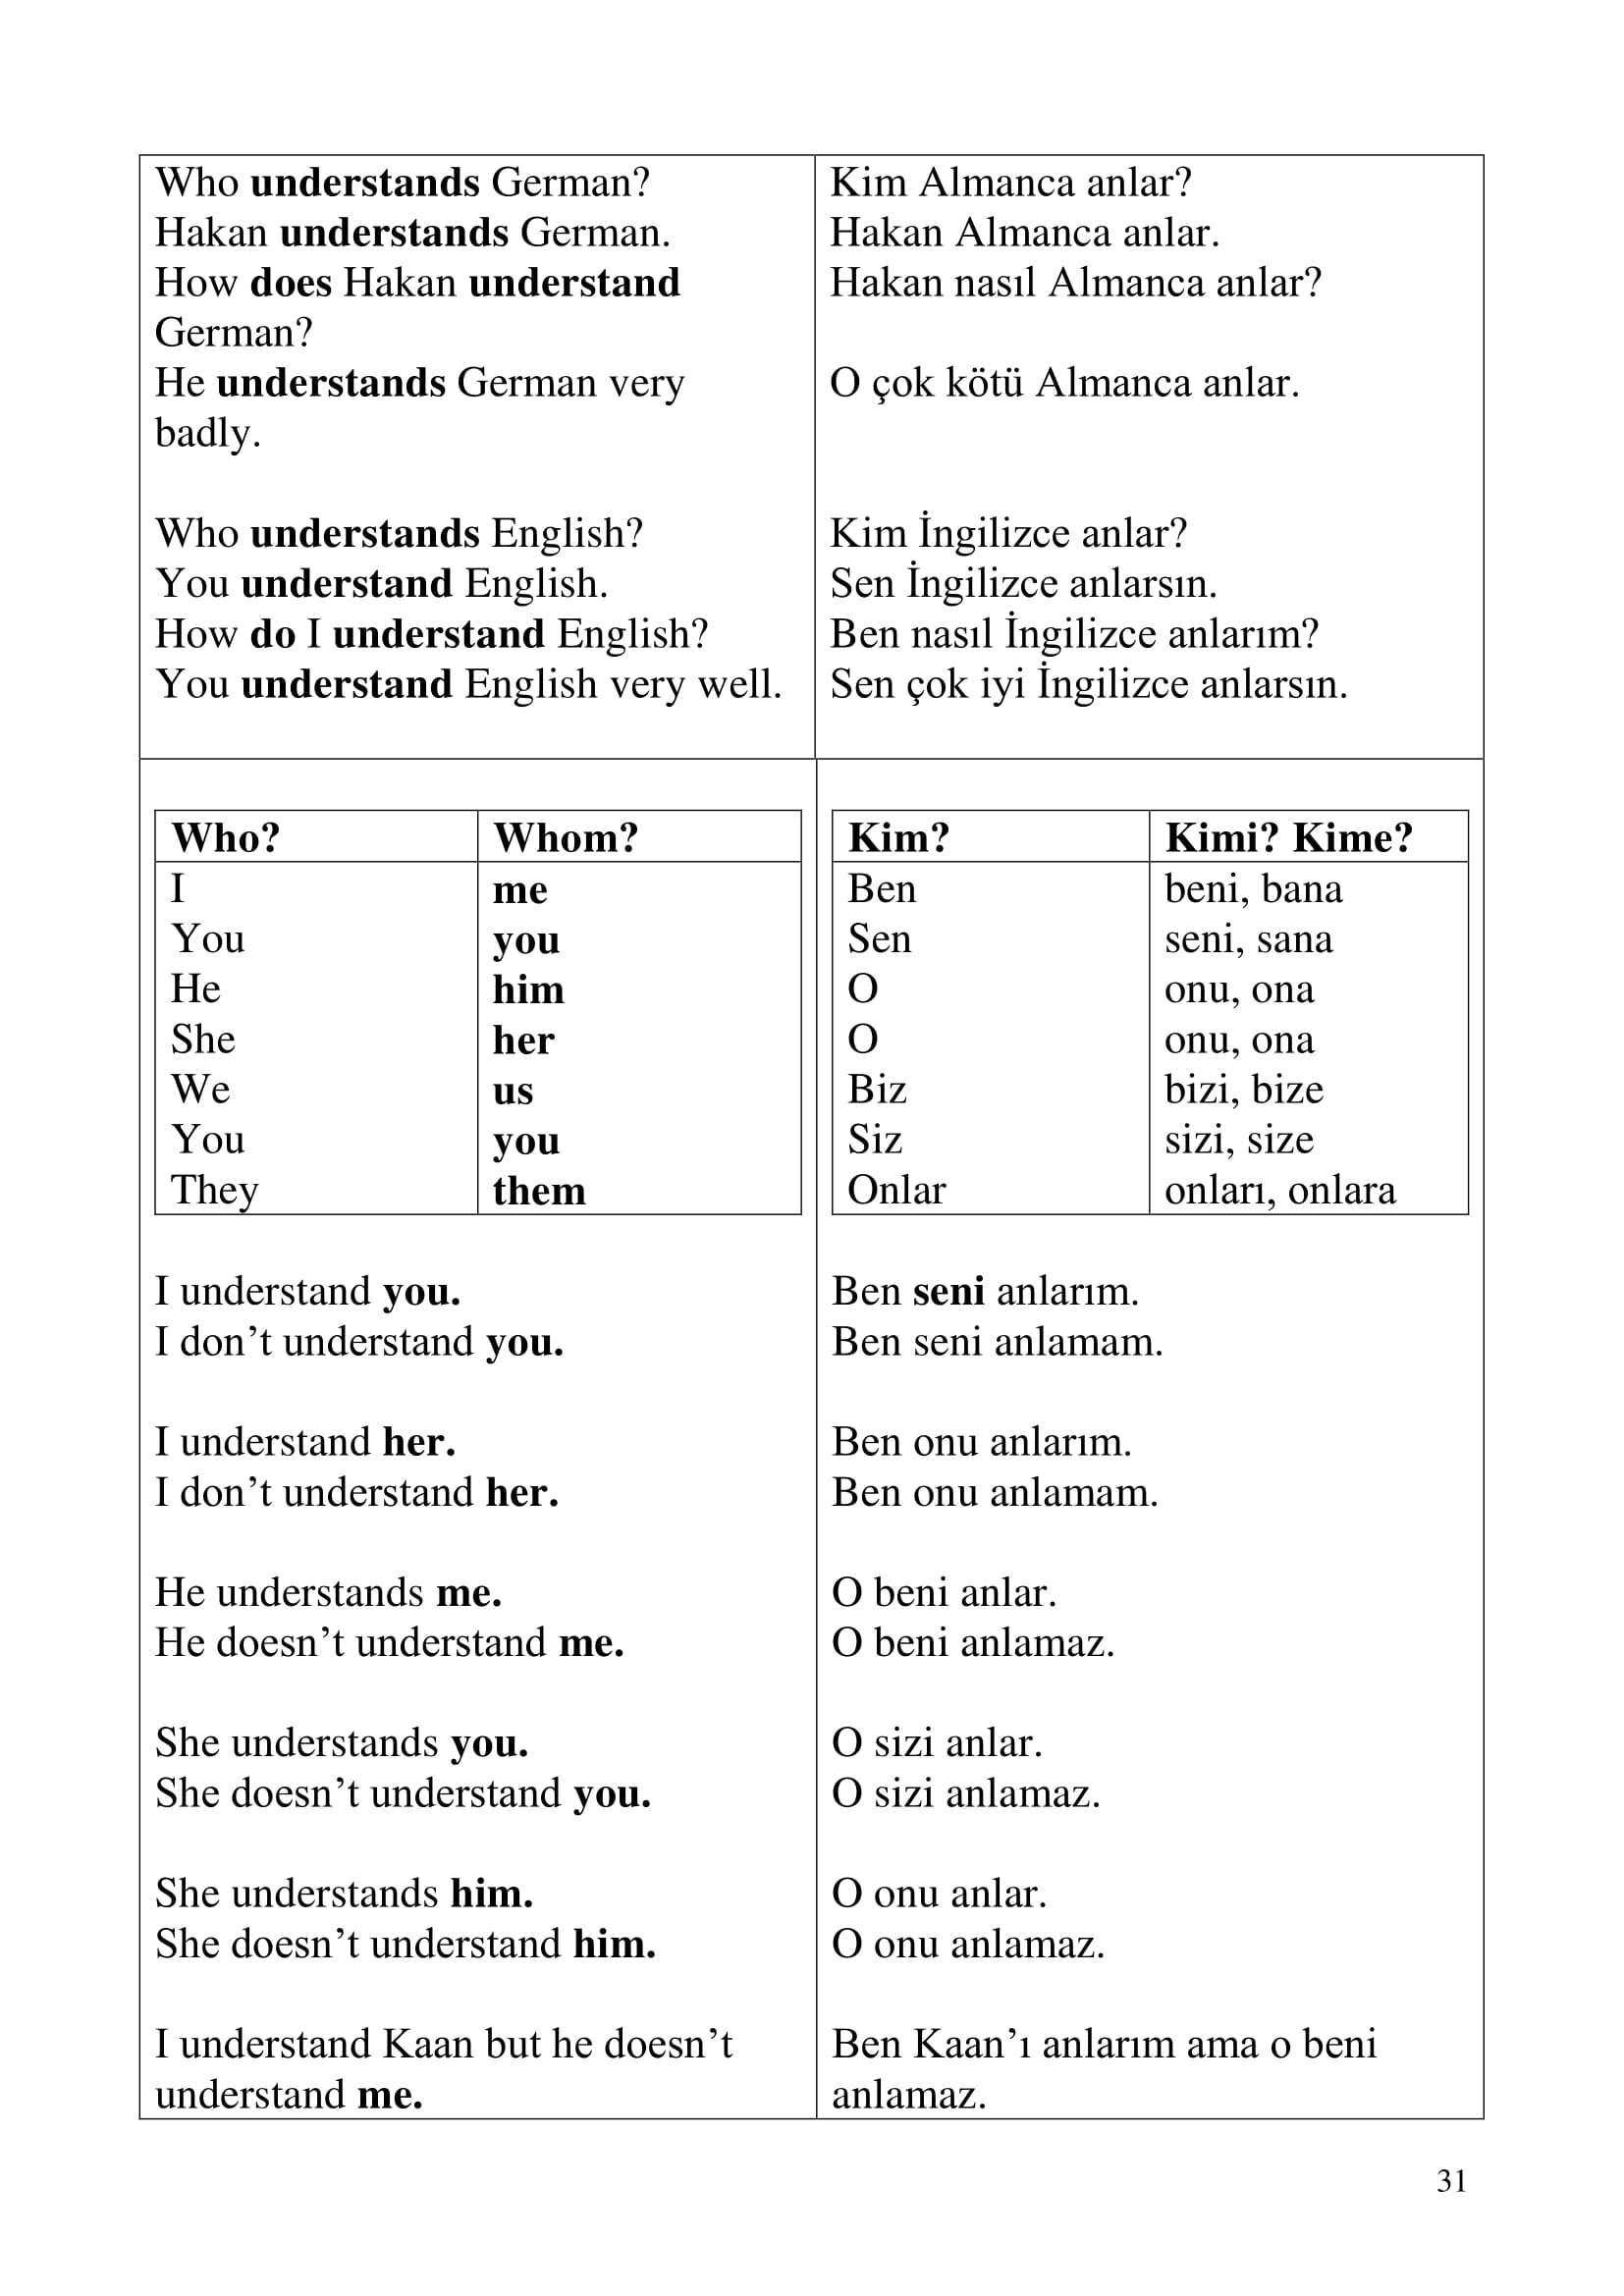 Who understands German?
Hakan understands German.
How does Hakan understand
German?
He understands German very
badly.
Who understands English?
You understand English.
How do I understand English?
You understand English very well.
Kim Almanca anlar?
Hakan Almanca anlar.
Hakan nasıl Almanca anlar?
O çok kötü Almanca anlar.
Kim İngilizce anlar?
Sen İngilizce anlarsın.
Ben nasıl İngilizce anlarım?
Sen çok iyi İngilizce anlarsın.
Who? Whom?
I me
You you
He him
She her
We us
You you
They them
I understand you.
I don’t understand you.
I understand her.
I don’t understand her.
He understands me.
He doesn’t understand me.
She understands you.
She doesn’t understand you.
She understands him.
She doesn’t understand him.
I understand Kaan but he doesn’t
understand me.
Kim? Kimi? Kime?
Ben beni, bana
Sen seni, sana
O onu, ona
O onu, ona
Biz bizi, bize
Siz sizi, size
Onlar onları, onlara
Ben seni anlarım.
Ben seni anlamam.
Ben onu anlarım.
Ben onu anlamam.
O beni anlar.
O beni anlamaz.
O sizi anlar.
O sizi anlamaz.
O onu anlar.
O onu anlamaz.
Ben Kaan’ı anlarım ama o beni
anlamaz.
31